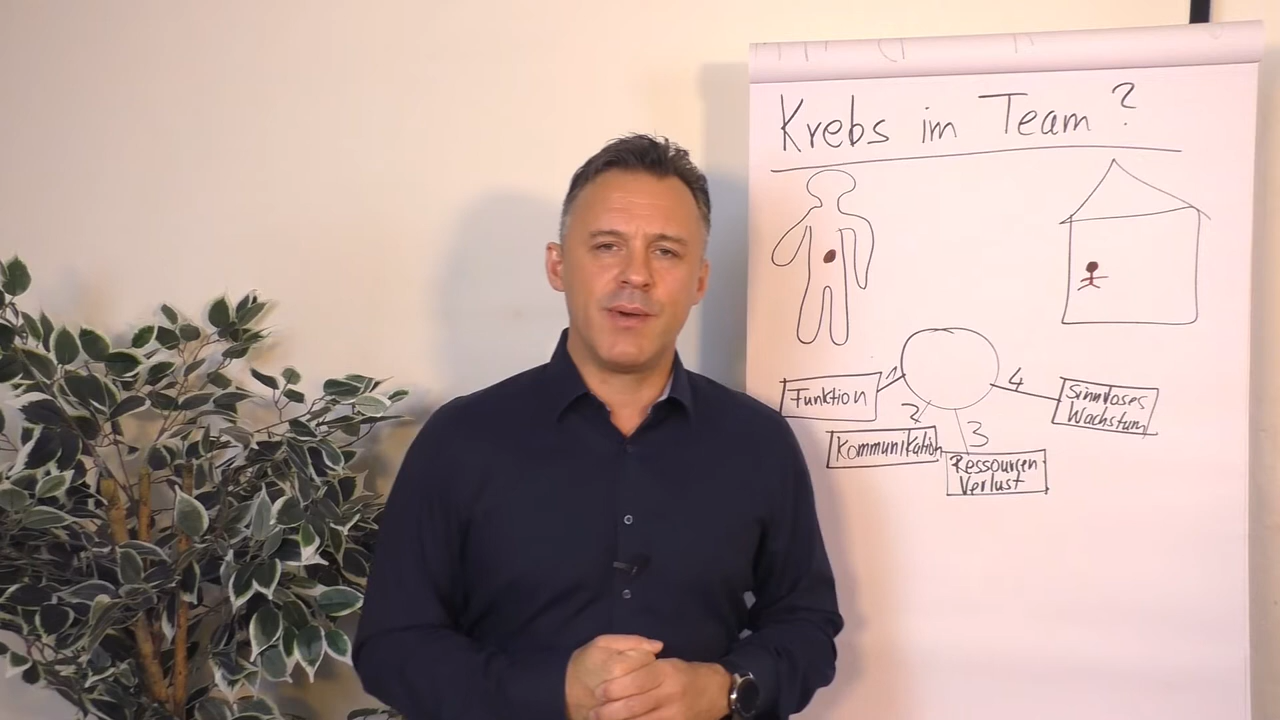 Krebs im Team ?
1
Funktion
2
Kommunikation
3
Ressourcen
Verlust
4
Sinnloses
Wachstum